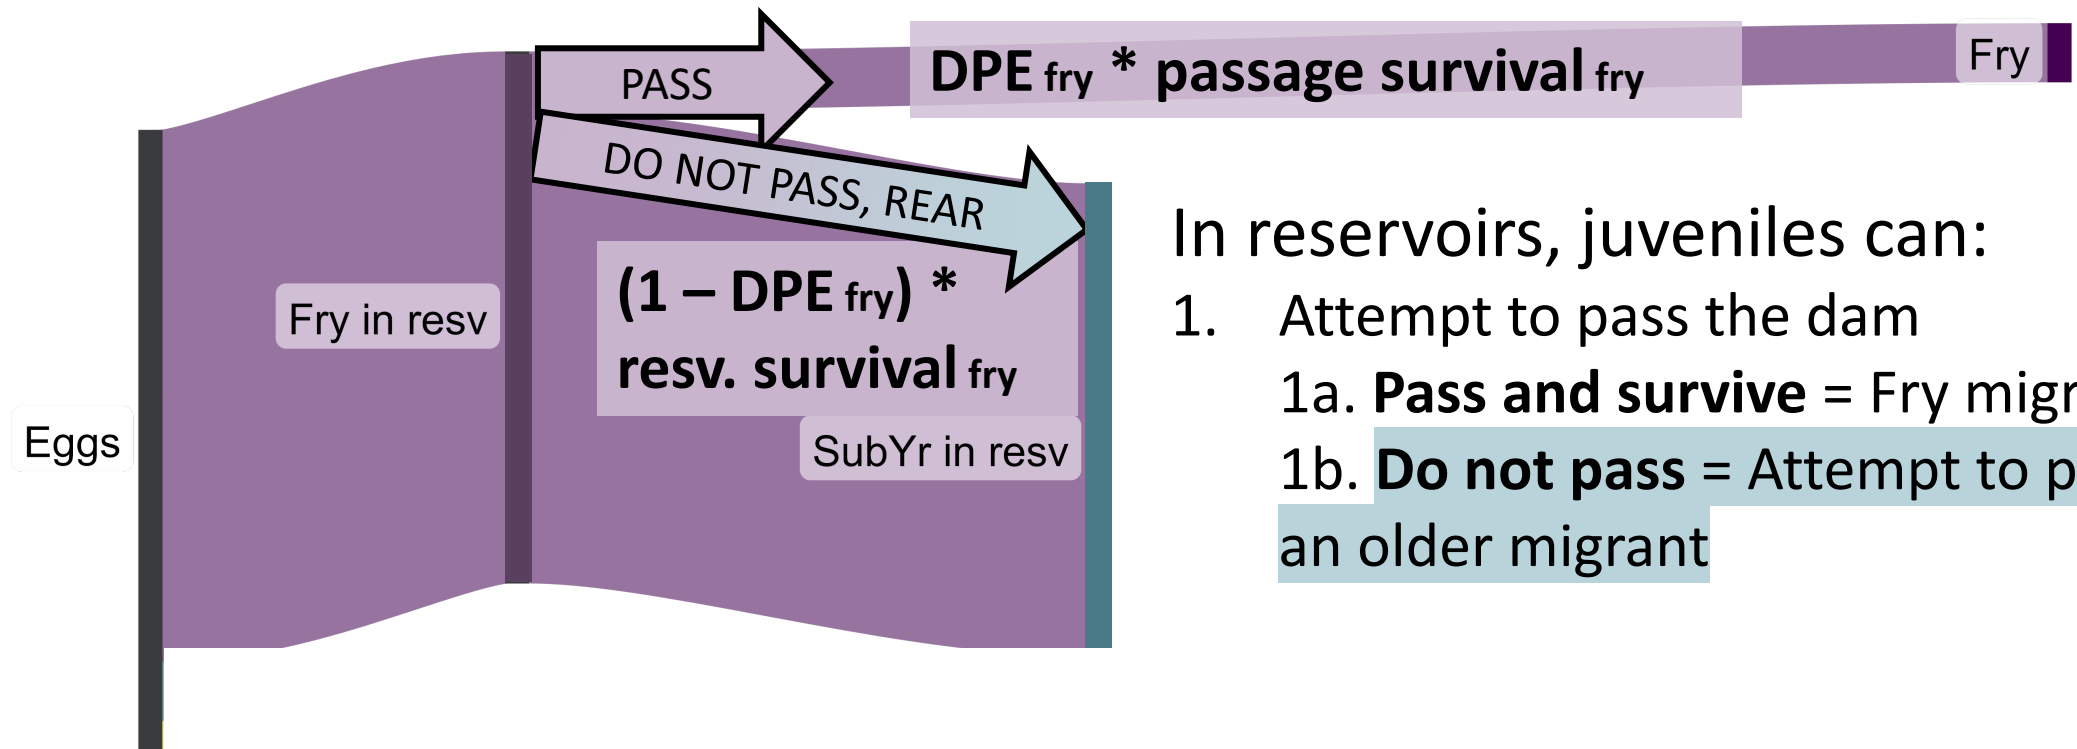 PASS
DPE fry * passage survival fry
Fry
DO NOT PASS, REAR
(1 – DPE fry) *
resv. survival fry
Fry in resv
SubYr in resv
Eggs
In reservoirs, juveniles can:
1. Attempt to pass the dam
1a. Pass and survive = Fry migr
1b. Do not pass = Attempt to p
an older migrant